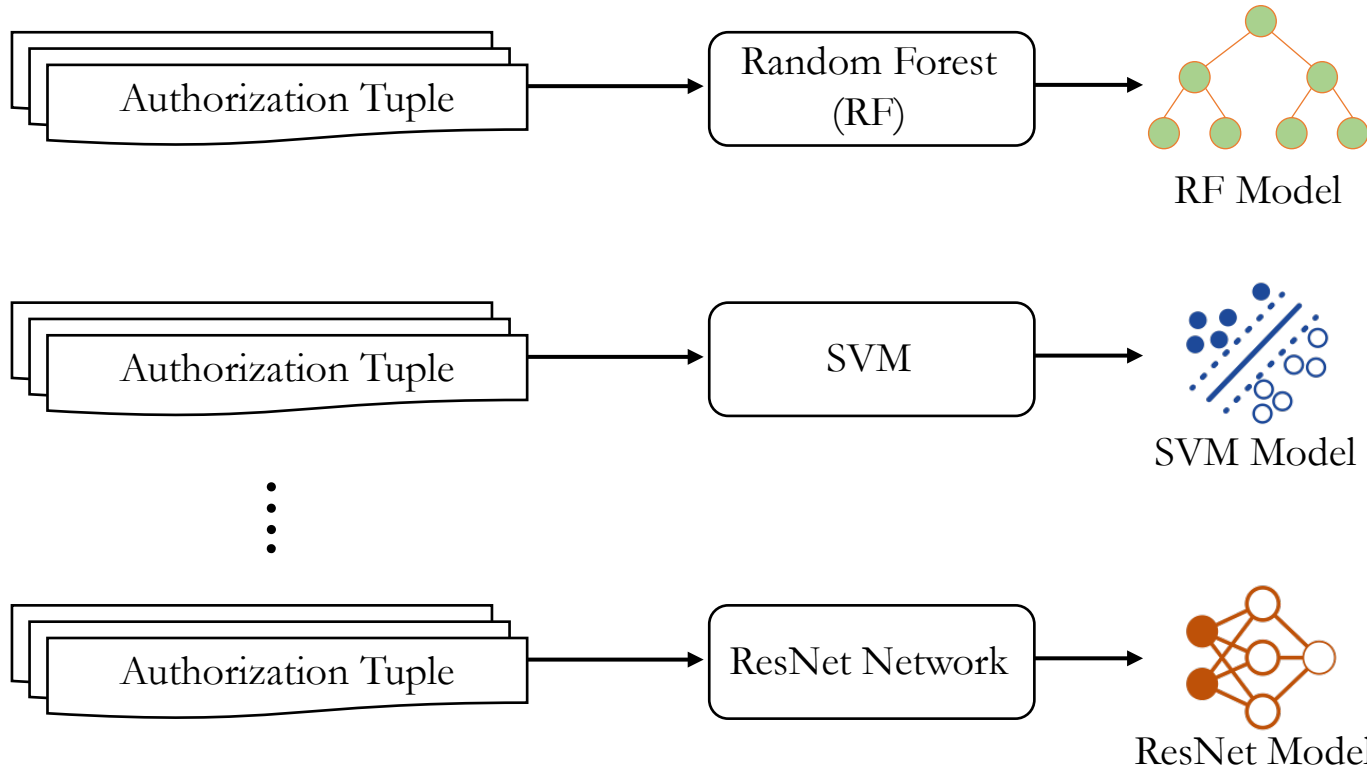 Authorization Tuple
Random Forest
(RF)
RF Model
Authorization Tuple
SVM
SVM Model
Authorization Tuple
ResNet Network
ResNet Model